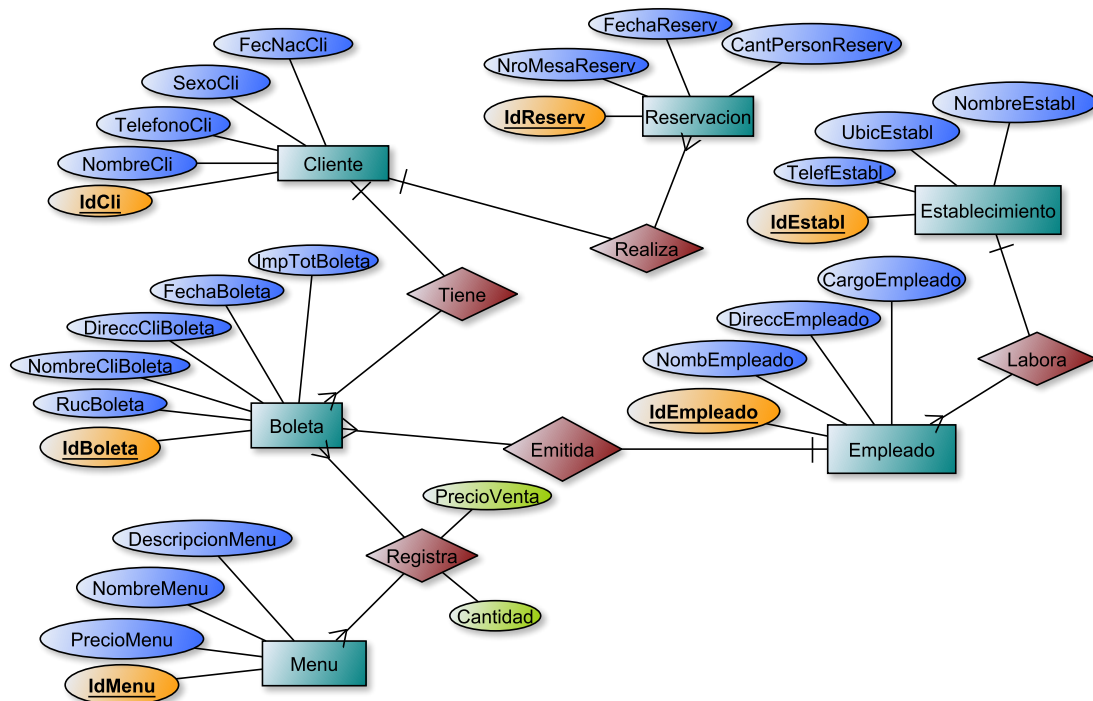 FecNacCli
SexoCli
TelefonoCli
NombreCli
IdCli
Cliente
FechaReserv
CantPersonReserv
NroMesaReserv
IdReserv
Reservacion
Realiza
NombreEstabl
UbicEstabl
TelefEstabl
IdEstabl
Establecimiento
Tiene
ImpTotBoleta
FechaBoleta
DireccCliBoleta
NombreCliBoleta
RucBoleta
IdBoleta
Boleta
CargoEmpleado
DireccEmpleado
NombEmpleado
IdEmpleado
Empleado
Labora
Emitida
PrecioVenta
Registra
Cantidad
DescripcionMenu
NombreMenu
PrecioMenu
IdMenu
Menu